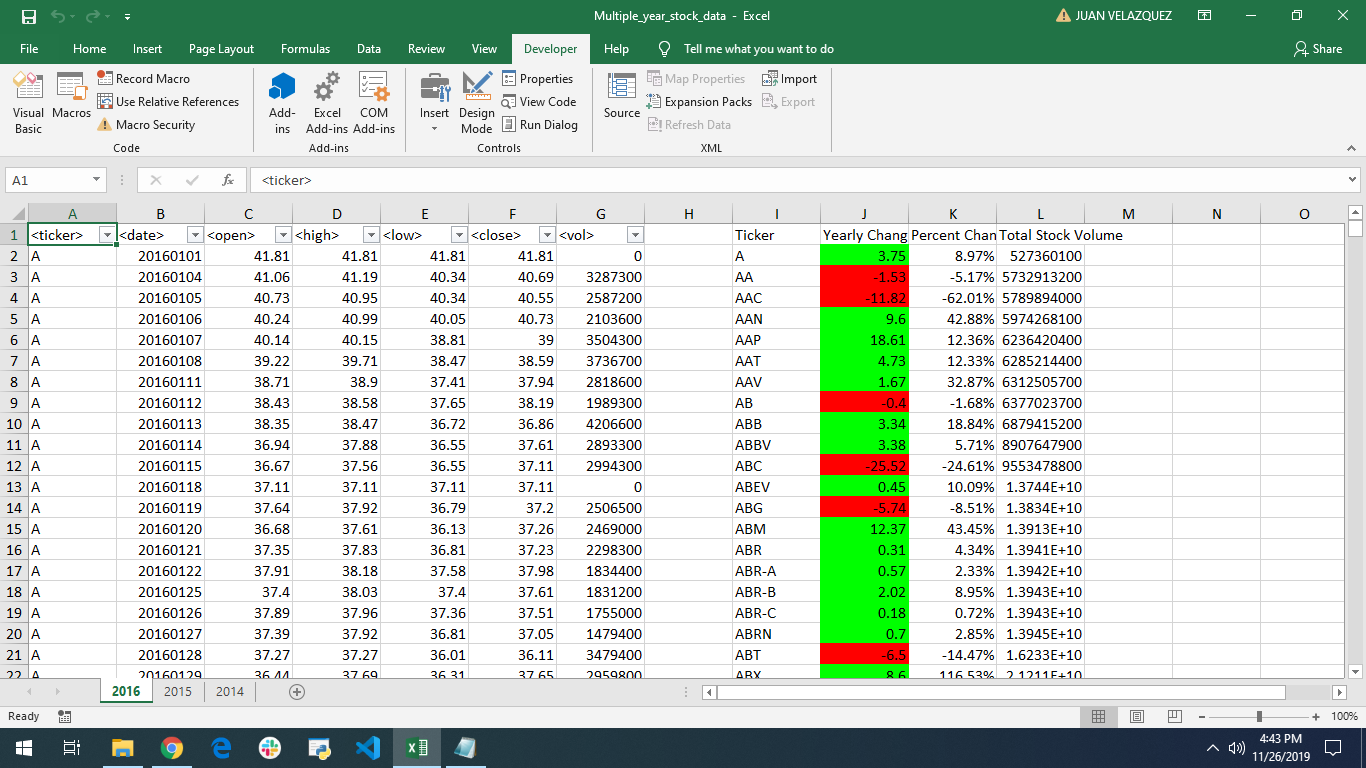 Multiple_year_stock_data - Excel
JUAN VELAZQUEZ
File Home Insert Page Layout Formulas Data Review View Developer Help Tell me what you want to do Share
Visual Basic
Macros
Record Macro
Use Relative References
Macro Security
Code
Add-ins
Excel Add-ins
COM Add-ins
Add-ins
Insert
Design Mode
Properties
View Code
Run Dialog
Controls
Source
Map Properties
Expansion Packs
Refresh Data
Import
Export
XML
A1 fx <ticker>
A B C D E F G H I J K L M N O
1 <ticker> <date> <open> <high> <low> <close> <vol> Ticker Yearly Chang Percent Chan Total Stock Volume
2 A 20160101 41.81 41.81 41.81 41.81 0 A 3.75 8.97% 527360100
3 A 20160104 41.06 41.19 40.34 40.69 3287300 AA -1.53 -5.17% 5732913200
4 A 20160105 40.73 40.95 40.34 40.55 2587200 AAC -11.82 -62.01% 5789894000
5 A 20160106 40.24 40.99 40.05 40.73 2103600 AAN 9.6 42.88% 5974268100
6 A 20160107 40.14 40.15 38.81 39 3504300 AAP 18.61 12.36% 6236420400
7 A 20160108 39.22 39.71 38.47 38.59 3736700 AAT 4.73 12.33% 6285214400
8 A 20160111 38.71 38.9 37.41 37.94 2818600 AAV 1.67 32.87% 6312505700
9 A 20160112 38.43 38.58 37.65 38.19 1989300 AB -0.4 -1.68% 6377023700
10 A 20160113 38.35 38.47 36.72 36.86 4206600 ABB 3.34 18.84% 6879415200
11 A 20160114 36.94 37.88 36.55 37.61 2893300 ABBV 3.38 5.71% 8907647900
12 A 20160115 36.67 37.56 36.55 37.11 2994300 ABC -25.52 -24.61% 9553478800
13 A 20160118 37.11 37.11 37.11 37.11 0 ABEV 0.45 10.09% 1.3744E+10
14 A 20160119 37.64 37.92 36.79 37.2 2506500 ABG -5.74 -8.51% 1.3834E+10
15 A 20160120 36.68 37.61 36.13 37.26 2469000 ABM 12.37 43.45% 1.3913E+10
16 A 20160121 37.35 37.83 36.81 37.23 2298300 ABR 0.31 4.34% 1.3941E+10
17 A 20160122 37.91 38.18 37.58 37.98 1834400 ABR-A 0.57 2.33% 1.3942E+10
18 A 20160125 37.4 38.03 37.4 37.61 1831200 ABR-B 2.02 8.95% 1.3943E+10
19 A 20160126 37.89 37.96 37.36 37.51 1755000 ABR-C 0.18 0.72% 1.3943E+10
20 A 20160127 37.39 37.92 36.81 37.05 1479400 ABRN 0.7 2.85% 1.3945E+10
21 A 20160128 37.27 37.27 36.01 36.11 3479400 ABT -6.5 -14.47% 1.6233E+10
22 A 20160129 36.44 37.69 36.31 37.65 2959800 ABX 8.6 116.53% 2.1211E+10
2016 2015 2014
Ready 100%
4:43 PM
11/26/2019